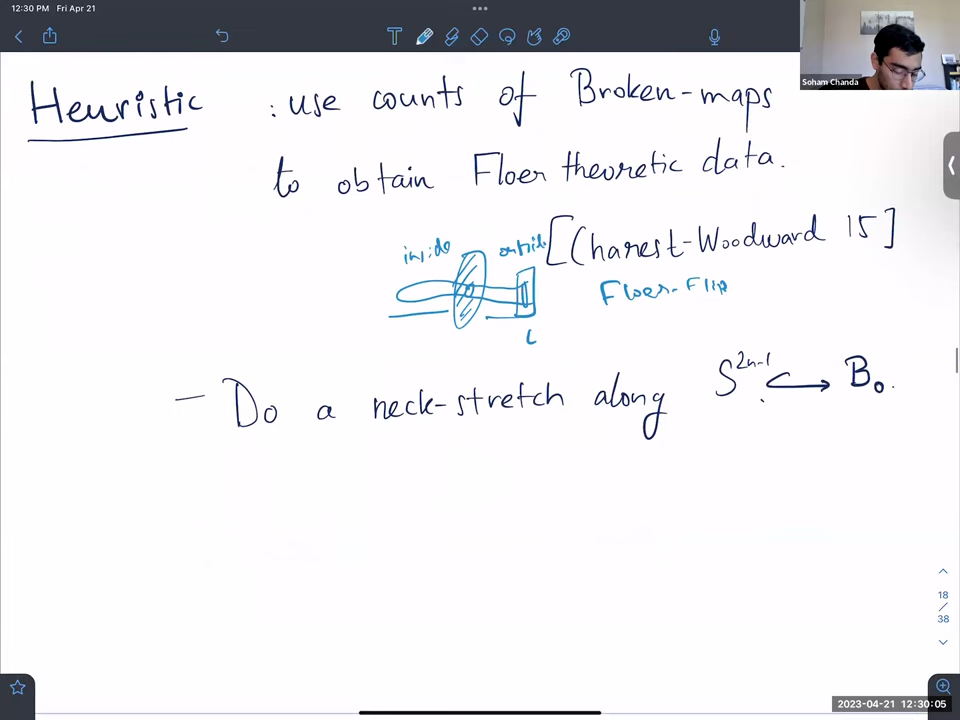 12:30 PM Fri Apr 21
Soham Chanda
Heuristic : use counts of Broken-maps
to obtain Floer theoretic data.
[Charest-Woodward 15]
inside outside
Floer-Flip
L
— Do a neck-stretch along S^{2n-1} ↪ B₀.
18
/
38
2023-04-21 12:30:05